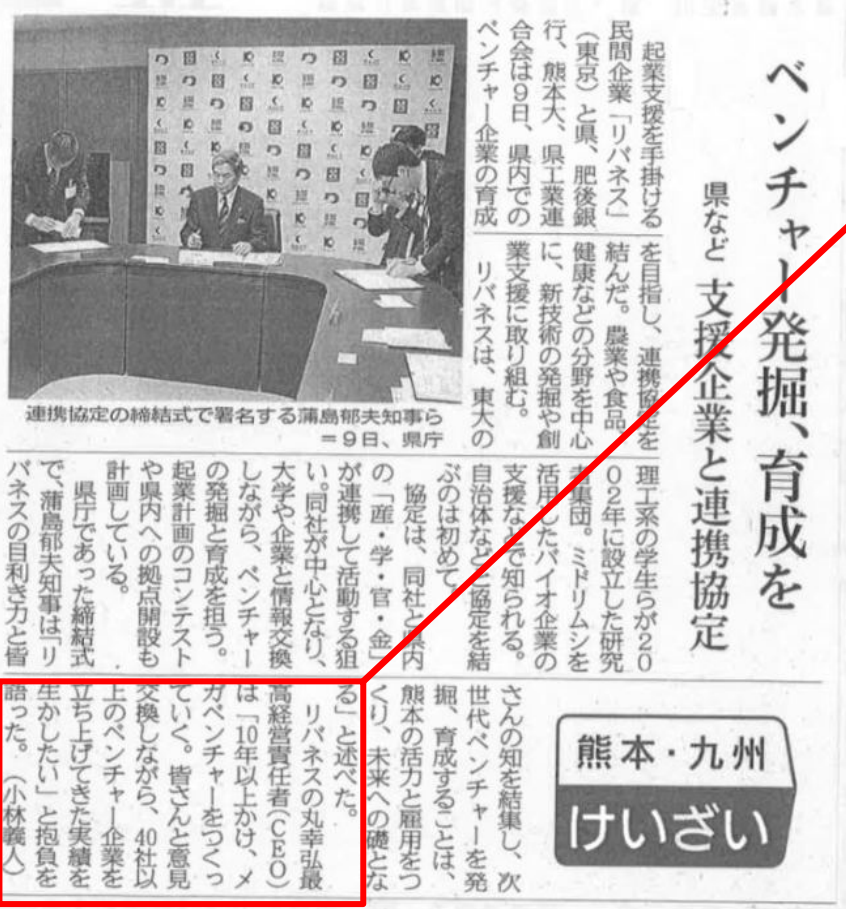 ベンチャー発掘、育成を
県など 支援企業と連携協定
起業支援を手掛ける
民間企業「リバネス」
（東京）と県、肥後銀
行、熊本大、県工業連
合会は9日、県内での
ベンチャー企業の育成
を目指し、連携協定を
結んだ。農業や食品、
健康などの分野を中心
に、新技術の発掘や創
業支援に取り組む。
リバネスは、東大の
理工系の学生らが20
02年に設立した研究
者集団。ミドリムシを
活用したバイオ企業の
支援などで知られる。
自治体などと協定を結
ぶのは初めて。
協定は、同社と県内
の「産・学・官・金」
が連携して活動する狙
い。同社が中心となり、
大学や企業と情報交換
しながら、ベンチャー
の発掘と育成を担う。
起業計画のコンテスト
や県内への拠点開設も
計画している。
県庁であった締結式
で、蒲島郁夫知事は「リ
バネスの目利き力と皆
さんの知を結集し、次
世代ベンチャーを発
掘、育成することは、
熊本の活力と雇用をつ
くり、未来への礎とな
る」と述べた。
リバネスの丸幸弘最
高経営責任者（CEO）
は「10年以上かけ、メ
ガベンチャーをつくっ
ていく。皆さんと意見
交換しながら、40社以
上のベンチャー企業を
立ち上げてきた実績を
生かしたい」と抱負を
語った。（小林義人）
連携協定の締結式で署名する蒲島郁夫知事ら
＝9日、県庁
熊本・九州
けいざい